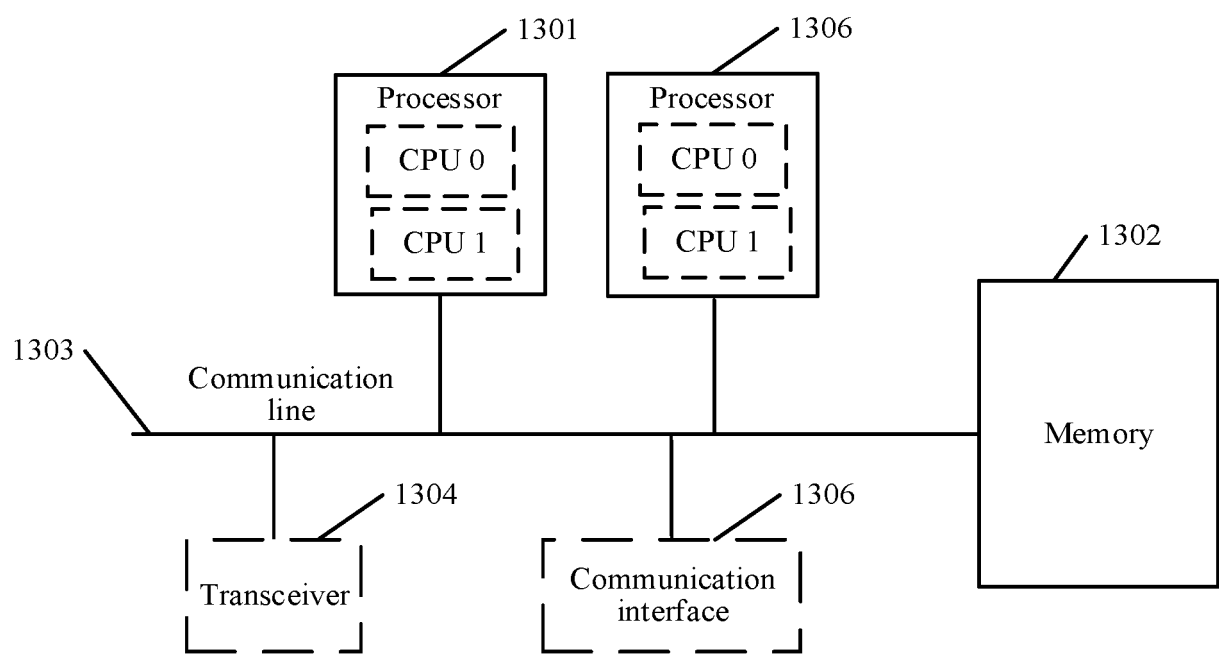 1301
1306
Processor
CPU 0
CPU 1
Processor
CPU 0
CPU 1
1302
1303
Communication
line
Memory
1304
1306
Transceiver
Communication
interface